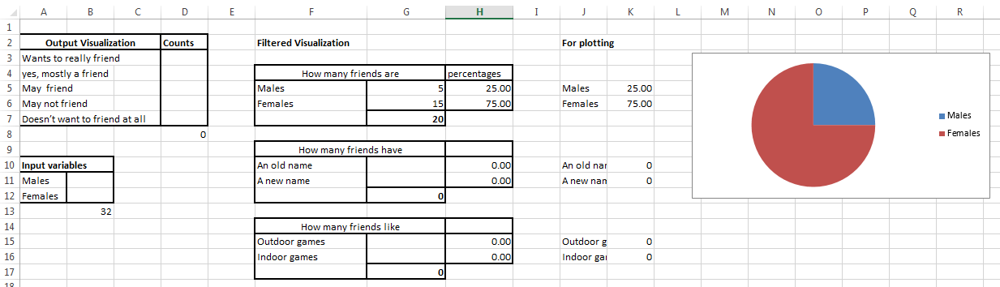 A B C D E F G H I J K L M N O P Q R
1
2 Output Visualization Counts Filtered Visualization For plotting
3 Wants to really friend
4 yes, mostly a friend How many friends are percentages
5 May friend Males 5 25.00 Males 25.00
6 May not friend Females 15 75.00 Females 75.00
7 Doesn't want to friend at all 20
8 0
9 How many friends have
10 Input variables An old name 0.00 An old nar 0
11 Males A new name 0.00 A new nam 0
12 Females 0
13 32
14 How many friends like
15 Outdoor games 0.00 Outdoor g 0
16 Indoor games 0.00 Indoor gar 0
17 0
18
Males
Females